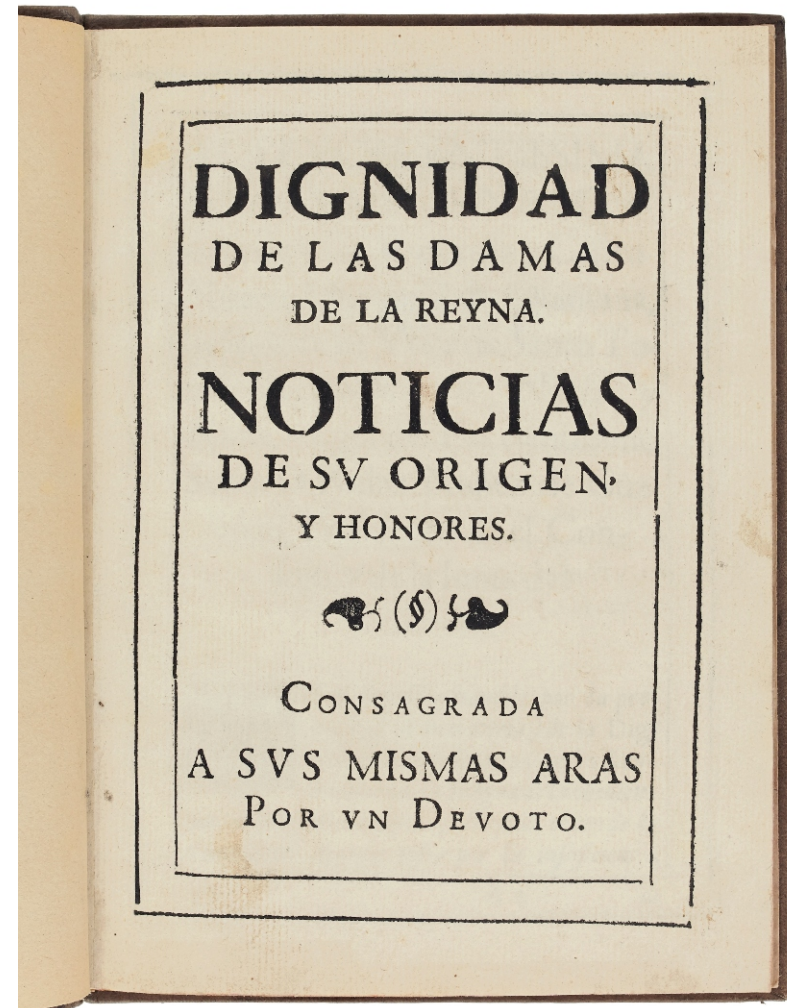 DIGNIDAD
DE LAS DAMAS
DE LA REYNA.
NOTICIAS
DE SV ORIGEN,
Y HONORES.
(§)
CONSAGRADA
A SVS MISMAS ARAS
POR VN DEVOTO.